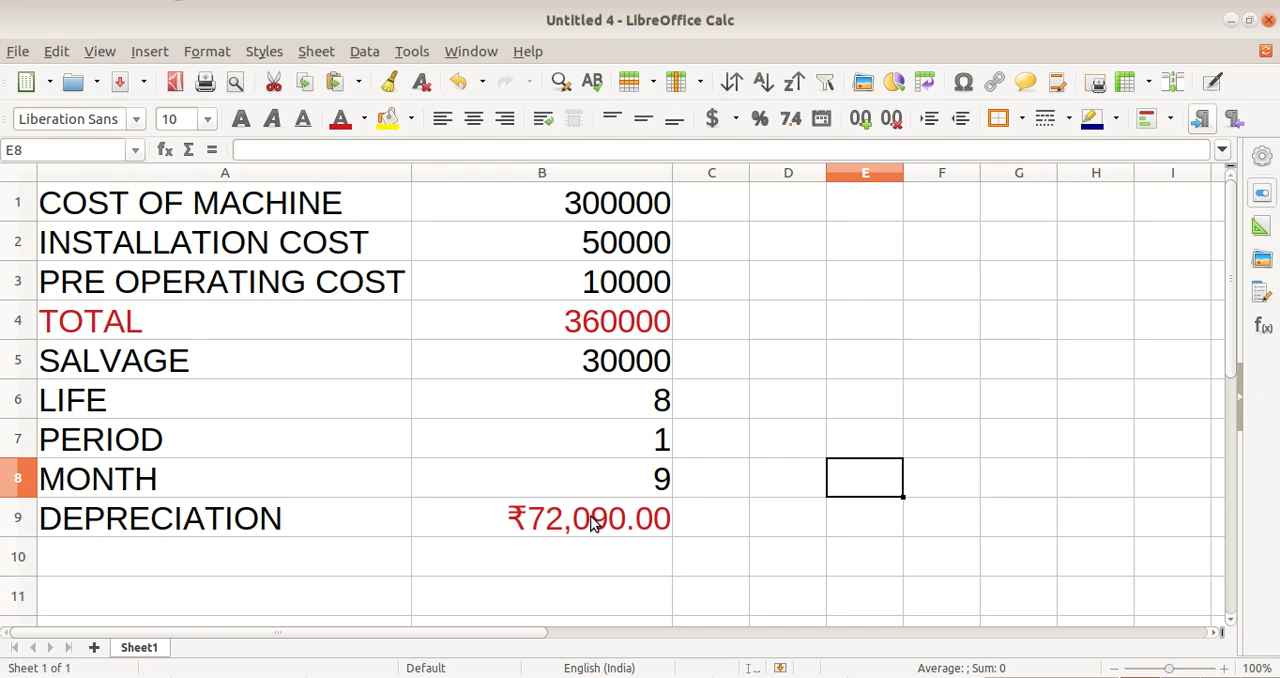 Untitled 4 - LibreOffice Calc
File Edit View Insert Format Styles Sheet Data Tools Window Help
Liberation Sans 10
E8
A B C D E F G H I
1 COST OF MACHINE 300000
2 INSTALLATION COST 50000
3 PRE OPERATING COST 10000
4 TOTAL 360000
5 SALVAGE 30000
6 LIFE 8
7 PERIOD 1
8 MONTH 9
9 DEPRECIATION ₹72,090.00
10
11
Sheet1
Sheet 1 of 1 Default English (India) Average: ; Sum: 0 100%